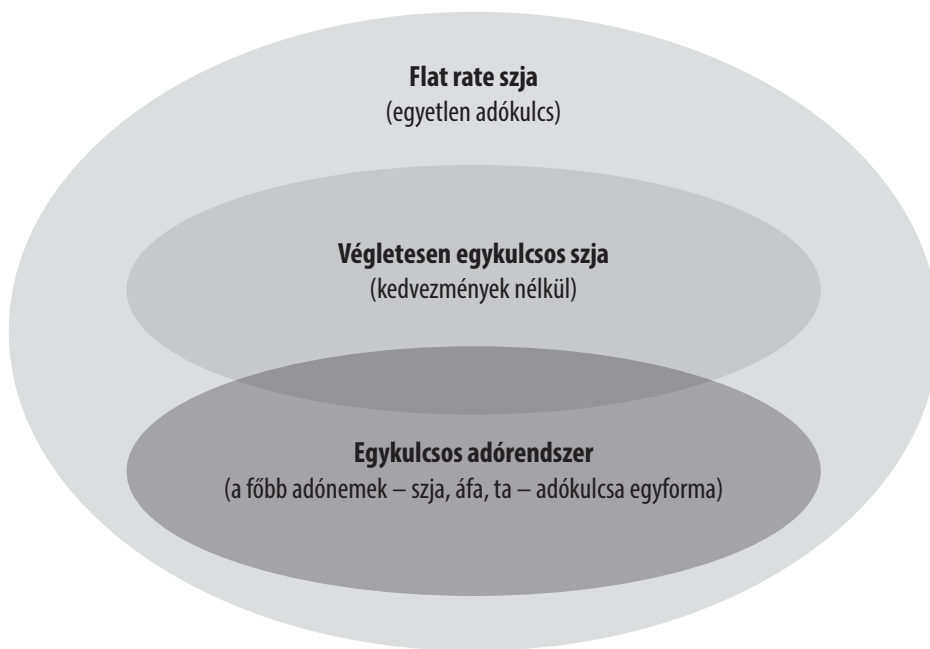 Flat rate szja
(egyetlen adókulcs)
Végletesen egykulcsos szja
(kedvezmények nélkül)
Egykulcsos adórendszer
(a főbb adónemek – szja, áfa, ta – adókulcsa egyforma)